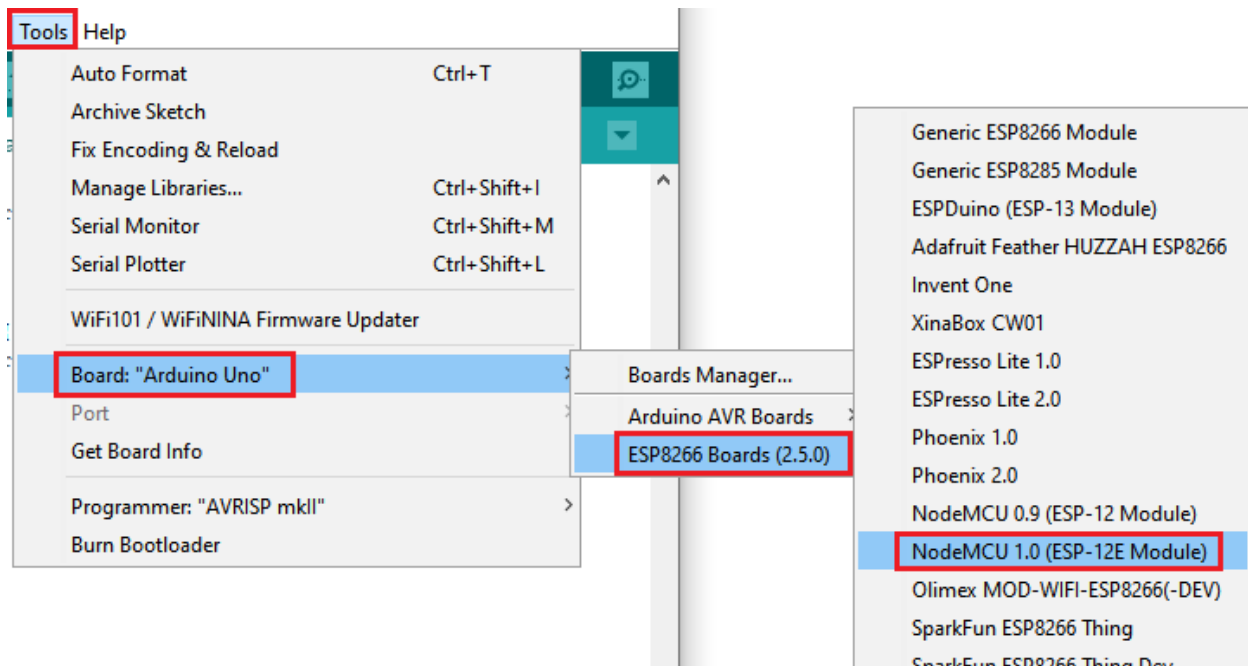 Tools Help
Auto Format Ctrl+T
Archive Sketch
Fix Encoding & Reload
Manage Libraries... Ctrl+Shift+I
Serial Monitor Ctrl+Shift+M
Serial Plotter Ctrl+Shift+L
WiFi101 / WiFiNINA Firmware Updater
Board: "Arduino Uno"
Port
Get Board Info
Programmer: "AVRISP mkII"
Burn Bootloader
Boards Manager...
Arduino AVR Boards
ESP8266 Boards (2.5.0)
Generic ESP8266 Module
Generic ESP8285 Module
ESPDuino (ESP-13 Module)
Adafruit Feather HUZZAH ESP8266
Invent One
XinaBox CW01
ESPresso Lite 1.0
ESPresso Lite 2.0
Phoenix 1.0
Phoenix 2.0
NodeMCU 0.9 (ESP-12 Module)
NodeMCU 1.0 (ESP-12E Module)
Olimex MOD-WIFI-ESP8266(-DEV)
SparkFun ESP8266 Thing
SparkFun ESP8266 Thing Dev